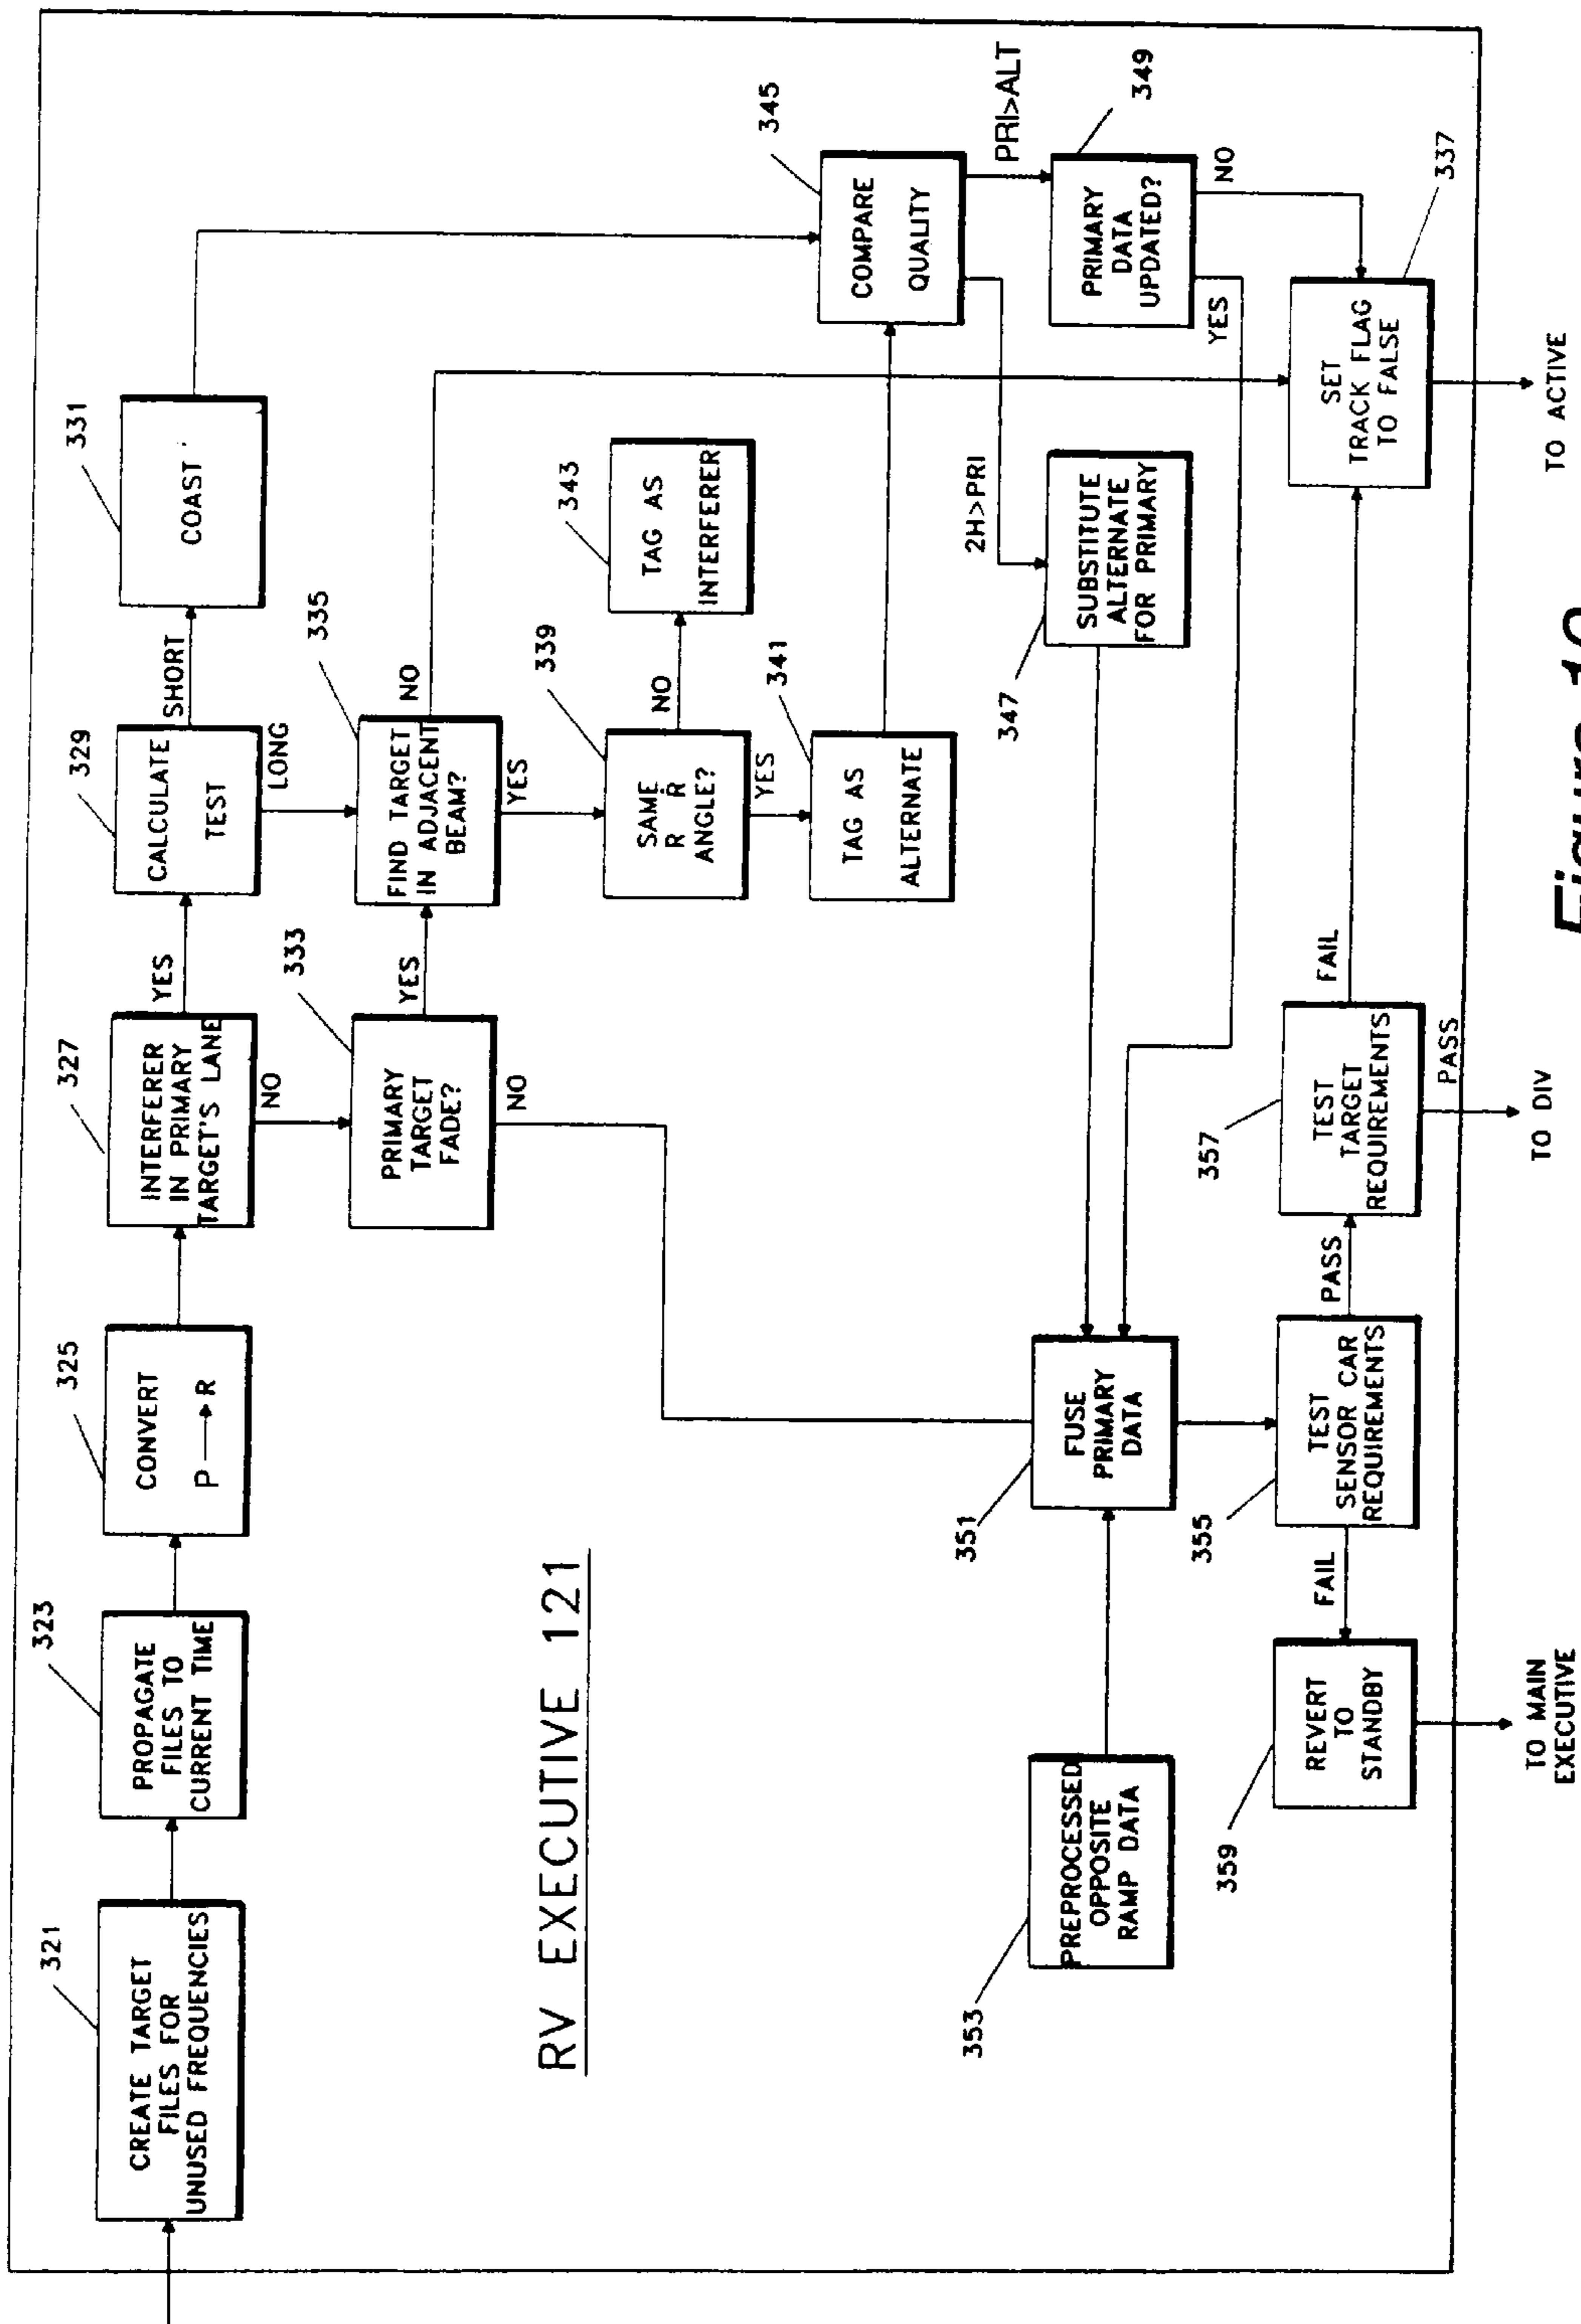 321
CREATE TARGET
FILES FOR
UNUSED FREQUENCIES
323
PROPAGATE
FILES TO
CURRENT TIME
325
CONVERT
P → R
327
INTERFERER
IN PRIMARY
TARGET'S LANE
YES
NO
329
CALCULATE
TEST
SHORT
LONG
331
COAST
333
PRIMARY
TARGET
FADE?
YES
NO
335
FIND TARGET
IN ADJACENT
BEAM?
NO
YES
339
SAME
R Ṙ
ANGLE?
NO
YES
343
TAG AS
INTERFERER
341
TAG AS
ALTERNATE
345
COMPARE
QUALITY
PRI>ALT
2H>PRI
349
PRIMARY
DATA
UPDATED?
NO
YES
347
SUBSTITUTE
ALTERNATE
FOR PRIMARY
RV EXECUTIVE 121
353
PREPROCESSED
OPPOSITE
RAMP DATA
351
FUSE
PRIMARY
DATA
359
REVERT
TO
STANDBY
FAIL
355
TEST
SENSOR CAR
REQUIREMENTS
PASS
357
TEST
TARGET
REQUIREMENTS
FAIL
PASS
337
SET
TRACK FLAG
TO FALSE
TO MAIN
EXECUTIVE
TO DIV
TO ACTIVE
Figure